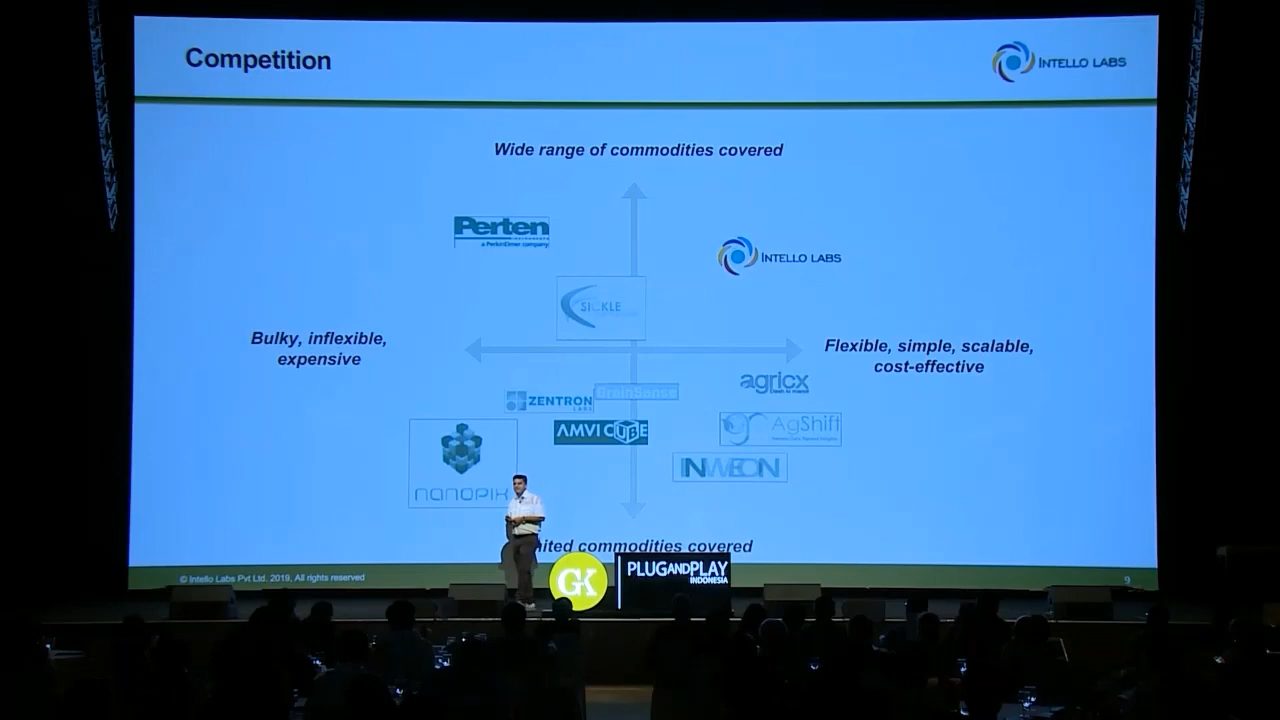 Competition
INTELLO LABS
Wide range of commodities covered
Perten
a PerkinElmer company
INTELLO LABS
SICKLE
Bulky, inflexible,
expensive
Flexible, simple, scalable,
cost-effective
agricx
ZENTRON
LABS
GrainSense
AgShift
AMVI CUBE
INWEON
nanopix
commodities covered
GK
PLUGANDPLAY
INDONESIA
© Intello Labs Pvt Ltd. 2019, All rights reserved
9